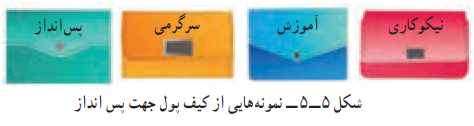 نیکوکاری
آموزش
سرگرمی
پس‌انداز
شکل ۵ــ۵ــ نمونه‌هایی از کیف پول جهت پس انداز